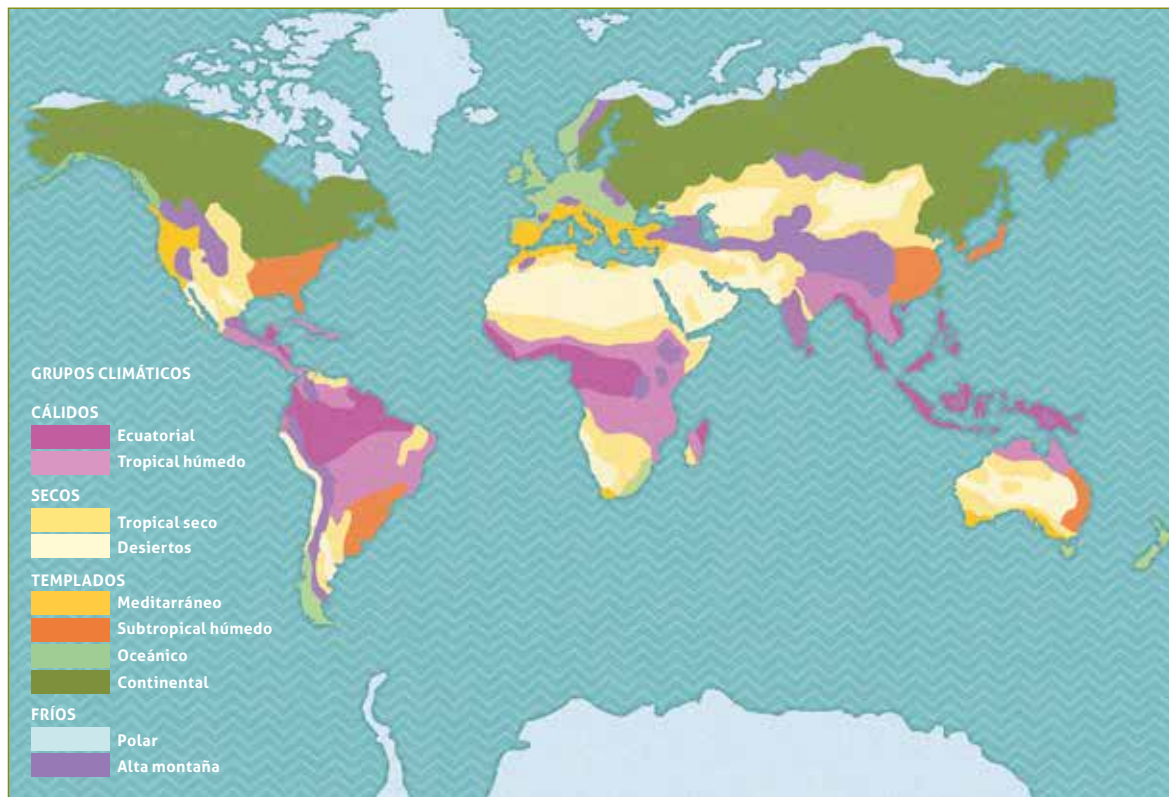 GRUPOS CLIMÁTICOS
CÁLIDOS
Ecuatorial
Tropical húmedo
SECOS
Tropical seco
Desiertos
TEMPLADOS
Meditarráneo
Subtropical húmedo
Oceánico
Continental
FRÍOS
Polar
Alta montaña